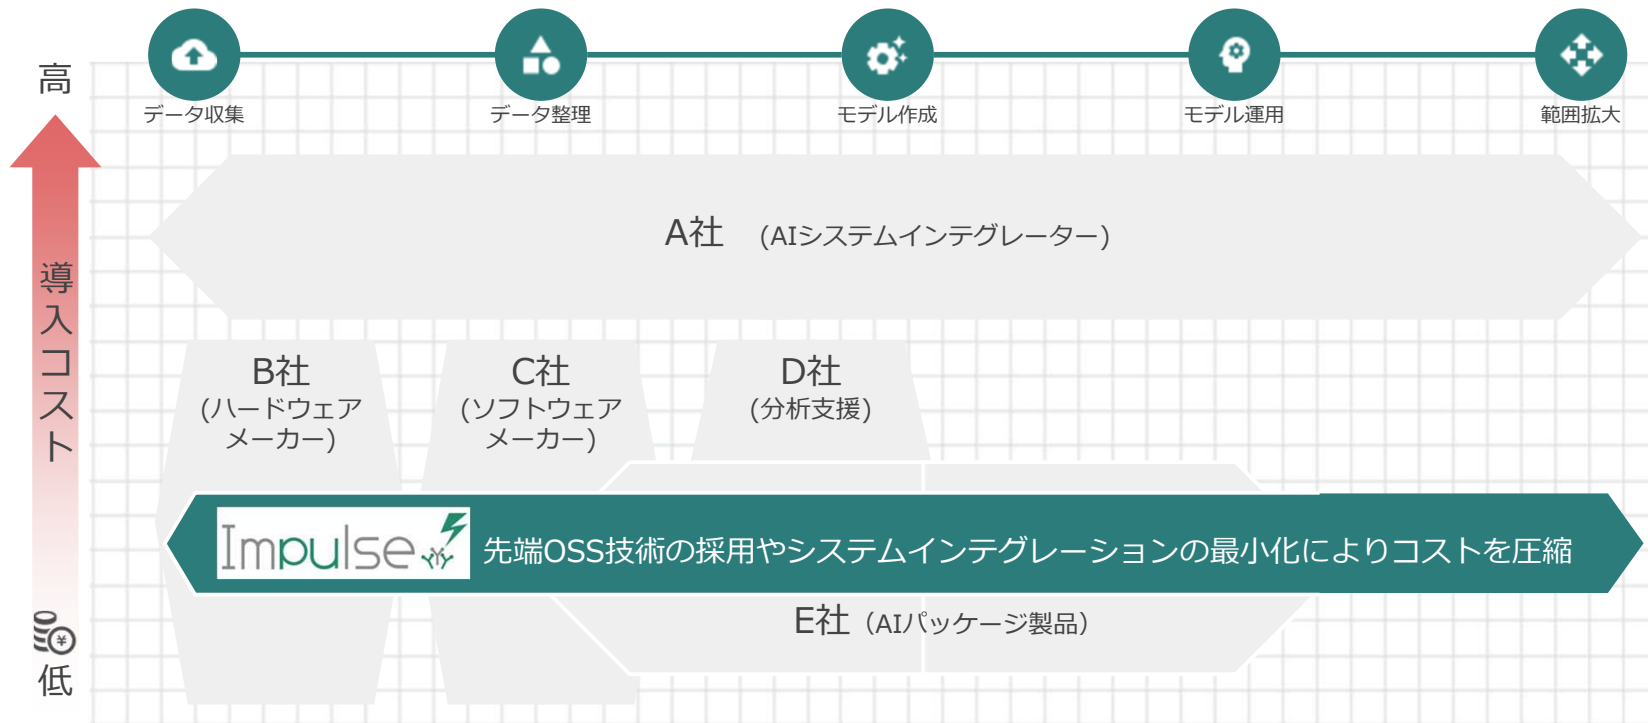 データ収集
データ整理
モデル作成
モデル運用
範囲拡大
高
導入コスト
低
A社 (AIシステムインテグレーター)
B社
(ハードウェア
メーカー)
C社
(ソフトウェア
メーカー)
D社
(分析支援)
Impulse 先端OSS技術の採用やシステムインテグレーションの最小化によりコストを圧縮
E社（AIパッケージ製品）
¥